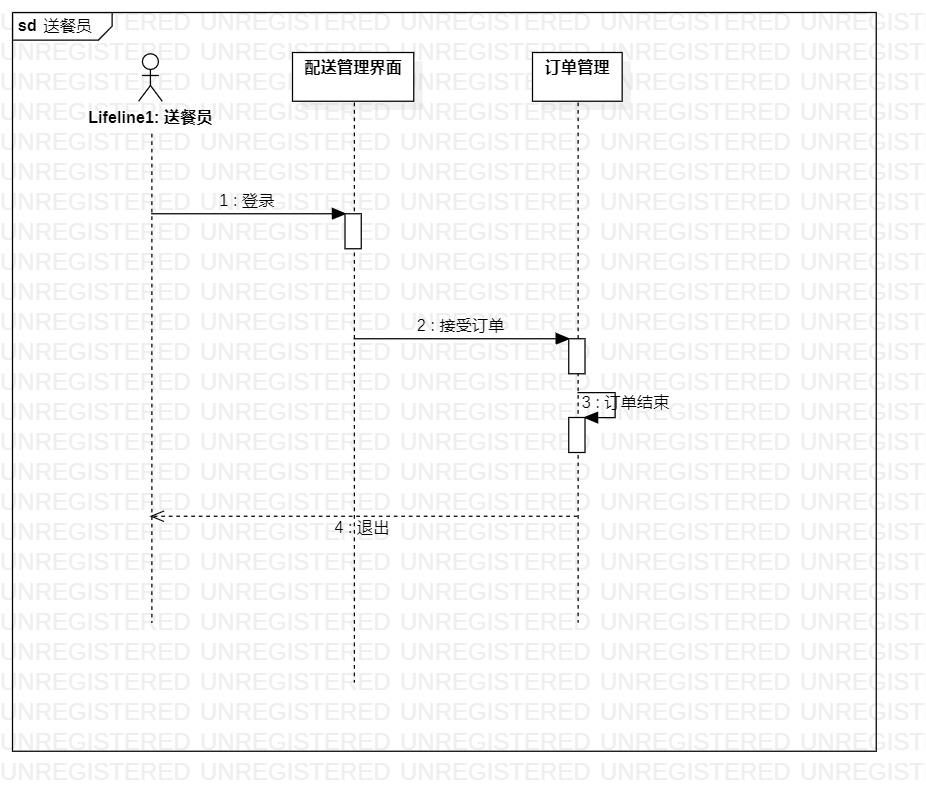 sd 送餐员
配送管理界面
订单管理
Lifeline1: 送餐员
1 : 登录
2 : 接受订单
3 : 订单结束
4 : 退出
UNREGISTERED